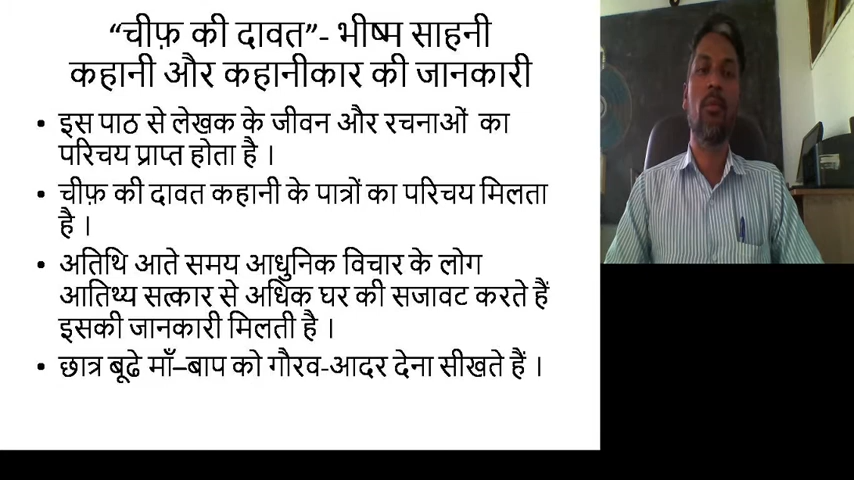 “चीफ़ की दावत”- भीष्म साहनी
कहानी और कहानीकार की जानकारी
• इस पाठ से लेखक के जीवन और रचनाओं का
परिचय प्राप्त होता है ।
• चीफ़ की दावत कहानी के पात्रों का परिचय मिलता
है ।
• अतिथि आते समय आधुनिक विचार के लोग
आतिथ्य सत्कार से अधिक घर की सजावट करते हैं
इसकी जानकारी मिलती है ।
• छात्र बूढे माँ–बाप को गौरव-आदर देना सीखते हैं ।